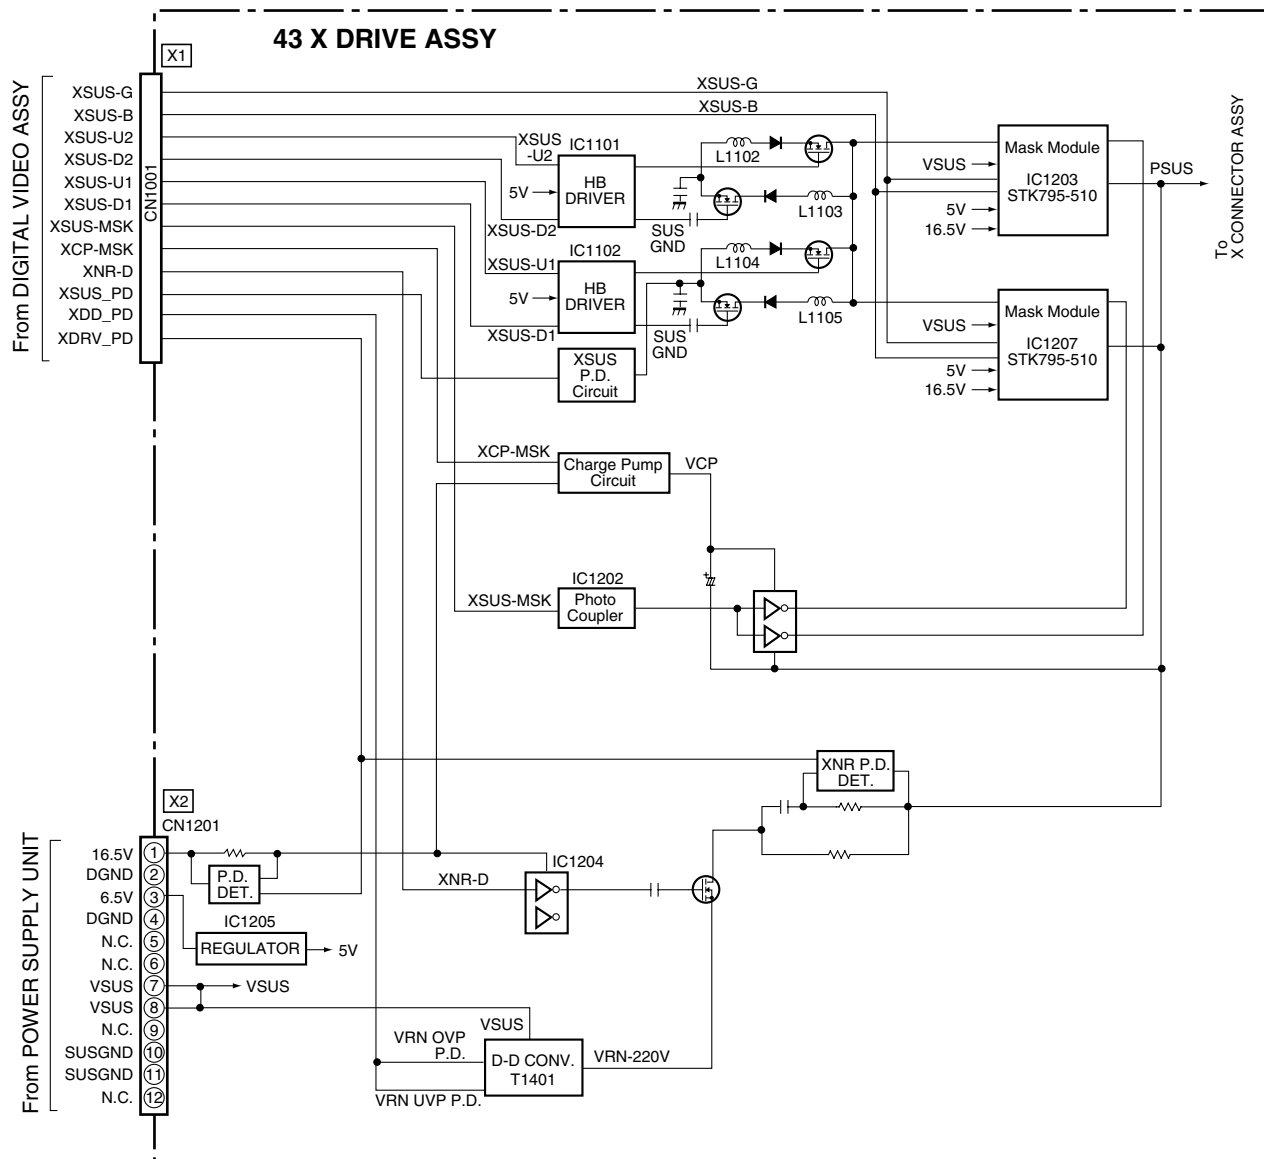 43 X DRIVE ASSY
X1
From DIGITAL VIDEO ASSY
CN1001
XSUS-G
XSUS-B
XSUS-U2
XSUS-D2
XSUS-U1
XSUS-D1
XSUS-MSK
XCP-MSK
XNR-D
XSUS_PD
XDD_PD
XDRV_PD
XSUS-G
XSUS-B
XSUS
-U2
IC1101
HB
DRIVER
5V
XSUS-D2
L1102
L1103
SUS
GND
XSUS-U1
IC1102
HB
DRIVER
5V
XSUS-D1
L1104
L1105
SUS
GND
XSUS
P.D.
Circuit
Mask Module
IC1203
STK795-510
VSUS
5V
16.5V
PSUS
To
X CONNECTOR ASSY
Mask Module
IC1207
STK795-510
VSUS
5V
16.5V
XCP-MSK
Charge Pump
Circuit
VCP
+
XSUS-MSK
IC1202
Photo
Coupler
XNR P.D.
DET.
X2
CN1201
From POWER SUPPLY UNIT
16.5V 1
DGND 2
6.5V 3
DGND 4
N.C. 5
N.C. 6
VSUS 7
VSUS 8
N.C. 9
SUSGND 10
SUSGND 11
N.C. 12
P.D.
DET.
IC1205
REGULATOR
5V
VSUS
XNR-D
IC1204
VSUS
VRN OVP
P.D.
D-D CONV.
T1401
VRN-220V
VRN UVP P.D.